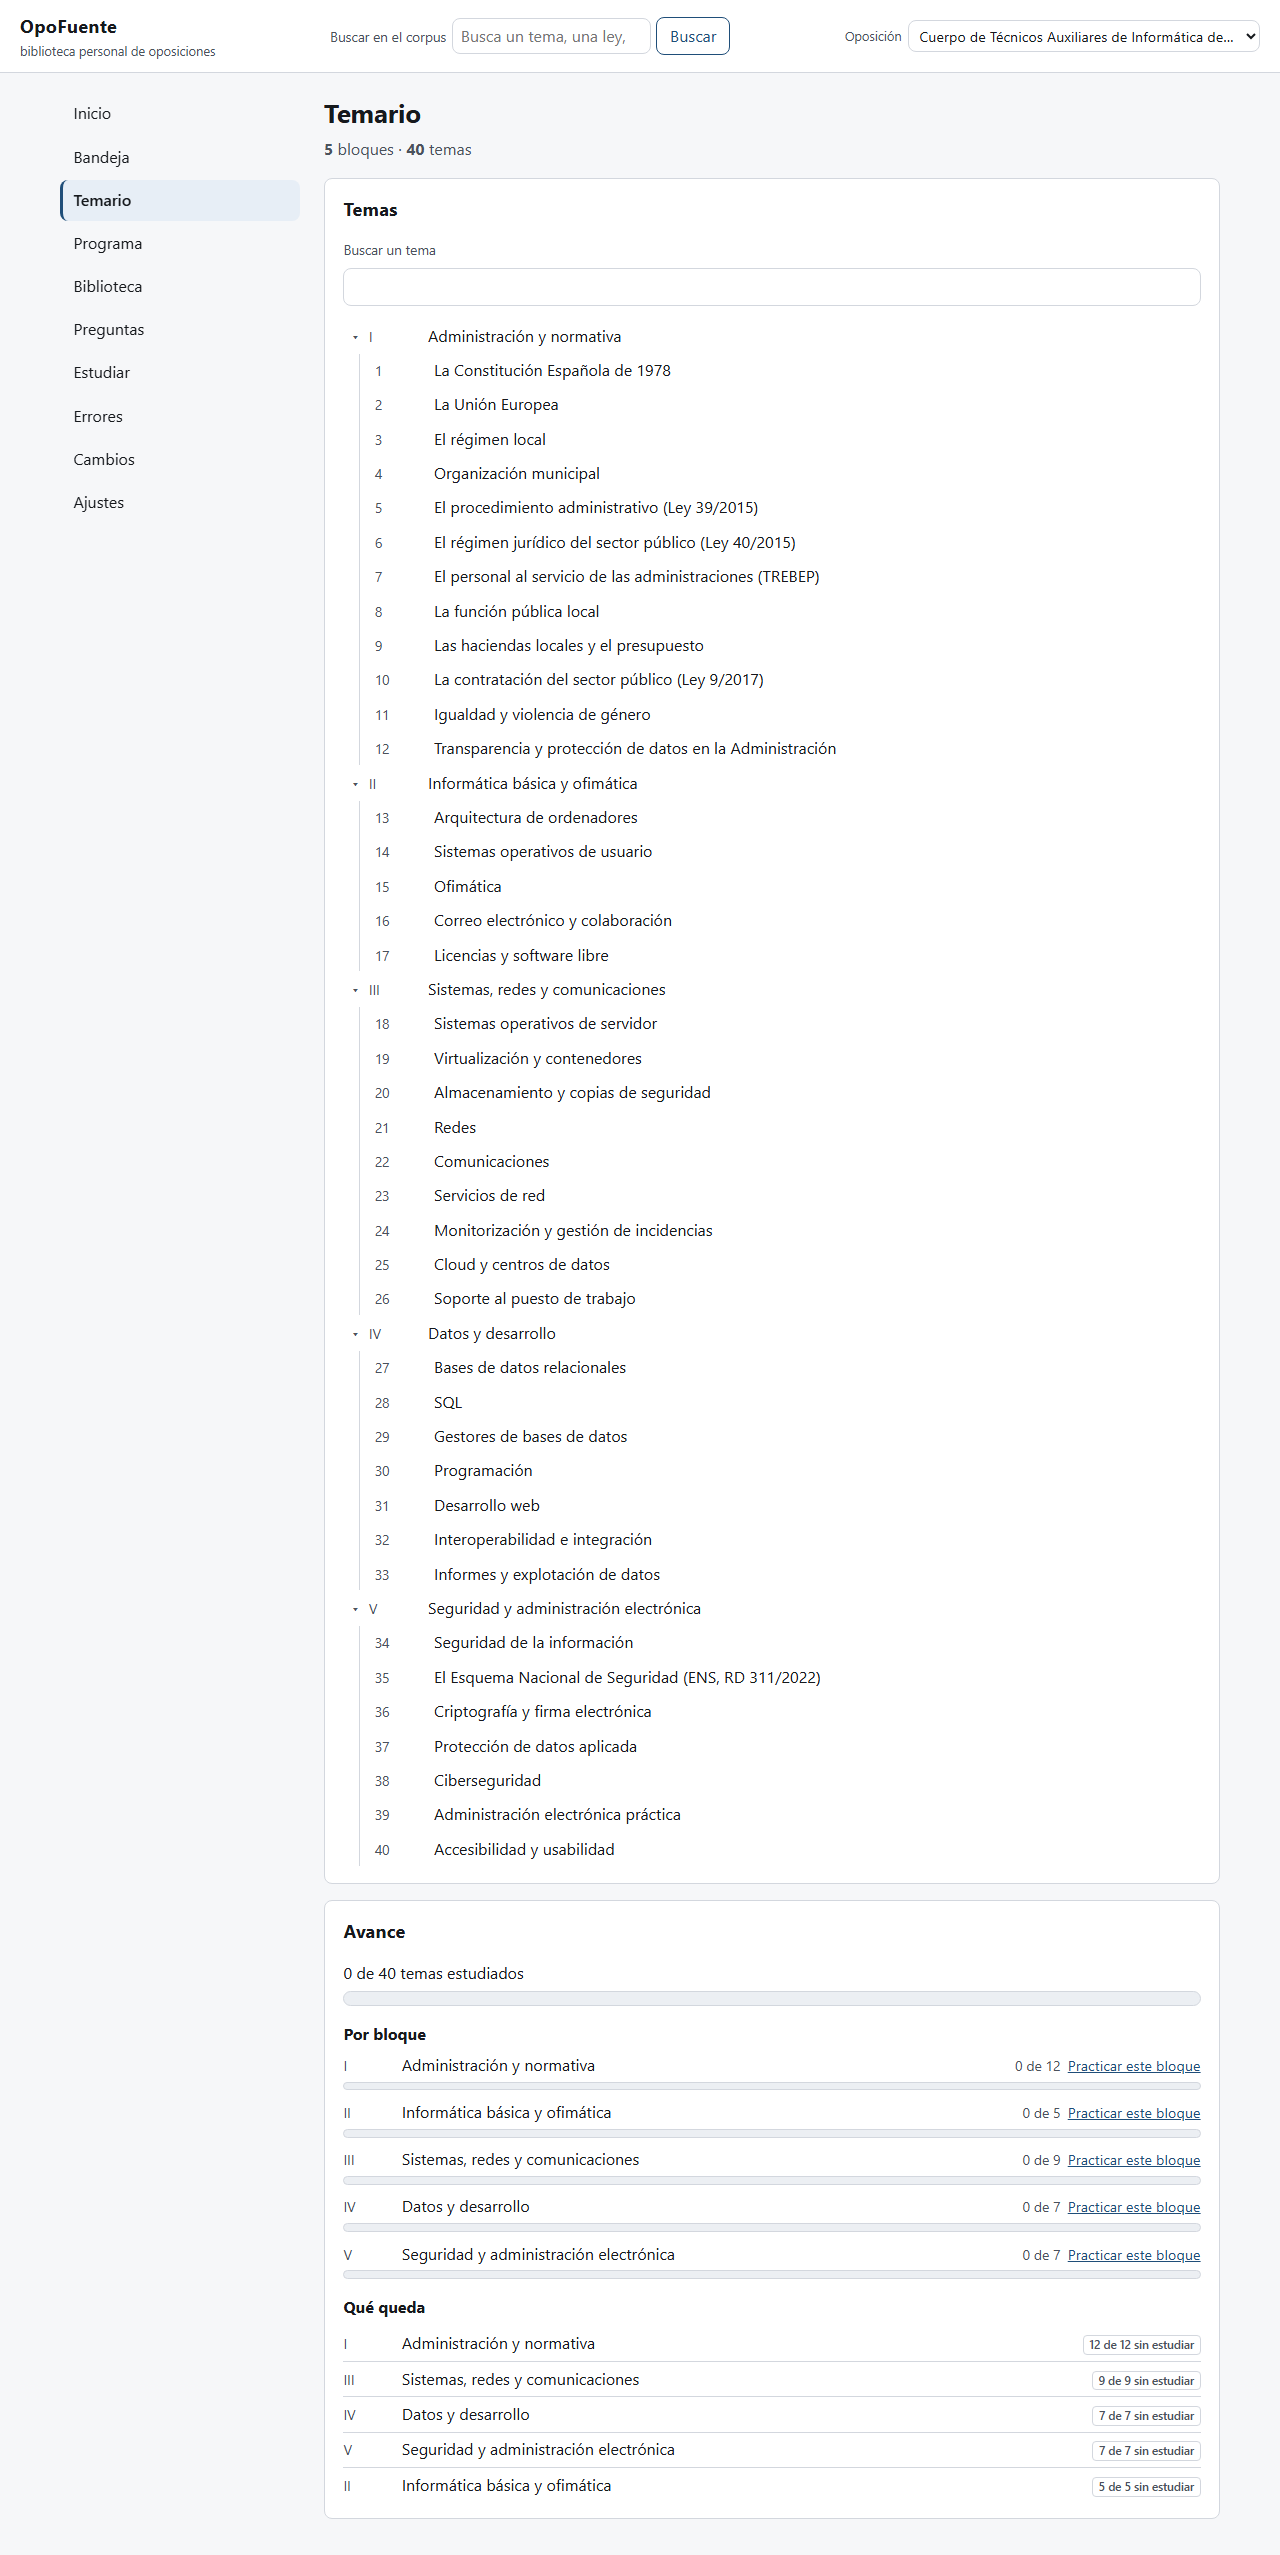 OpoFuente
biblioteca personal de oposiciones
Buscar en el corpus
Busca un tema, una ley,
Buscar
Oposición
Cuerpo de Técnicos Auxiliares de Informática de...
Inicio
Bandeja
Temario
Programa
Biblioteca
Preguntas
Estudiar
Errores
Cambios
Ajustes
Temario
5 bloques · 40 temas
Temas
Buscar un tema
I Administración y normativa
1 La Constitución Española de 1978
2 La Unión Europea
3 El régimen local
4 Organización municipal
5 El procedimiento administrativo (Ley 39/2015)
6 El régimen jurídico del sector público (Ley 40/2015)
7 El personal al servicio de las administraciones (TREBEP)
8 La función pública local
9 Las haciendas locales y el presupuesto
10 La contratación del sector público (Ley 9/2017)
11 Igualdad y violencia de género
12 Transparencia y protección de datos en la Administración
II Informática básica y ofimática
13 Arquitectura de ordenadores
14 Sistemas operativos de usuario
15 Ofimática
16 Correo electrónico y colaboración
17 Licencias y software libre
III Sistemas, redes y comunicaciones
18 Sistemas operativos de servidor
19 Virtualización y contenedores
20 Almacenamiento y copias de seguridad
21 Redes
22 Comunicaciones
23 Servicios de red
24 Monitorización y gestión de incidencias
25 Cloud y centros de datos
26 Soporte al puesto de trabajo
IV Datos y desarrollo
27 Bases de datos relacionales
28 SQL
29 Gestores de bases de datos
30 Programación
31 Desarrollo web
32 Interoperabilidad e integración
33 Informes y explotación de datos
V Seguridad y administración electrónica
34 Seguridad de la información
35 El Esquema Nacional de Seguridad (ENS, RD 311/2022)
36 Criptografía y firma electrónica
37 Protección de datos aplicada
38 Ciberseguridad
39 Administración electrónica práctica
40 Accesibilidad y usabilidad
Avance
0 de 40 temas estudiados
Por bloque
I Administración y normativa 0 de 12 Practicar este bloque
II Informática básica y ofimática 0 de 5 Practicar este bloque
III Sistemas, redes y comunicaciones 0 de 9 Practicar este bloque
IV Datos y desarrollo 0 de 7 Practicar este bloque
V Seguridad y administración electrónica 0 de 7 Practicar este bloque
Qué queda
I Administración y normativa 12 de 12 sin estudiar
III Sistemas, redes y comunicaciones 9 de 9 sin estudiar
IV Datos y desarrollo 7 de 7 sin estudiar
V Seguridad y administración electrónica 7 de 7 sin estudiar
II Informática básica y ofimática 5 de 5 sin estudiar